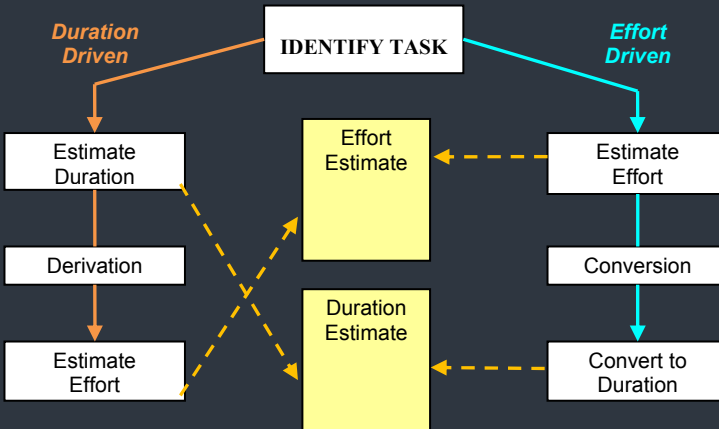 Duration
Driven
IDENTIFY TASK
Effort
Driven
Estimate
Duration
Effort
Estimate
Estimate
Effort
Derivation
Conversion
Duration
Estimate
Estimate
Effort
Convert to
Duration